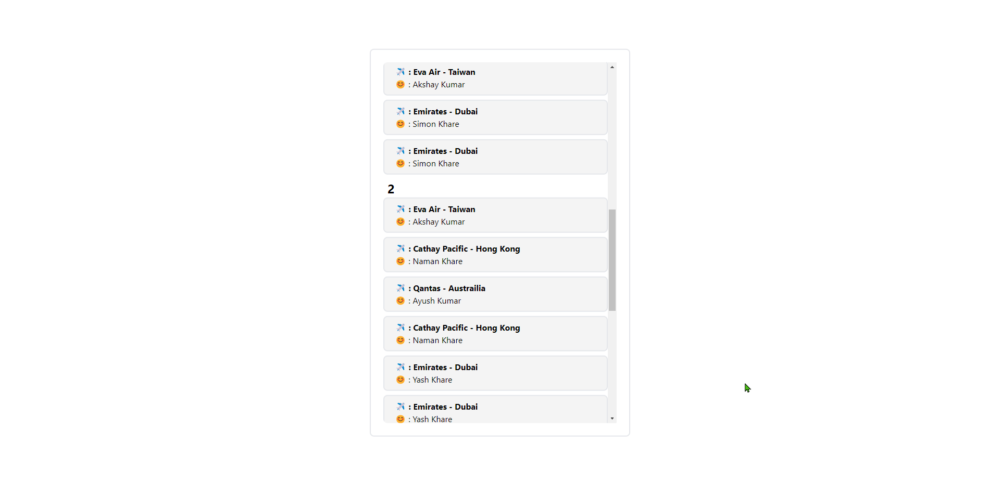 ✈️ : Eva Air - Taiwan
😊 : Akshay Kumar
✈️ : Emirates - Dubai
😊 : Simon Khare
✈️ : Emirates - Dubai
😊 : Simon Khare
2
✈️ : Eva Air - Taiwan
😊 : Akshay Kumar
✈️ : Cathay Pacific - Hong Kong
😊 : Naman Khare
✈️ : Qantas - Austrailia
😊 : Ayush Kumar
✈️ : Cathay Pacific - Hong Kong
😊 : Naman Khare
✈️ : Emirates - Dubai
😊 : Yash Khare
✈️ : Emirates - Dubai
😊 : Yash Khare